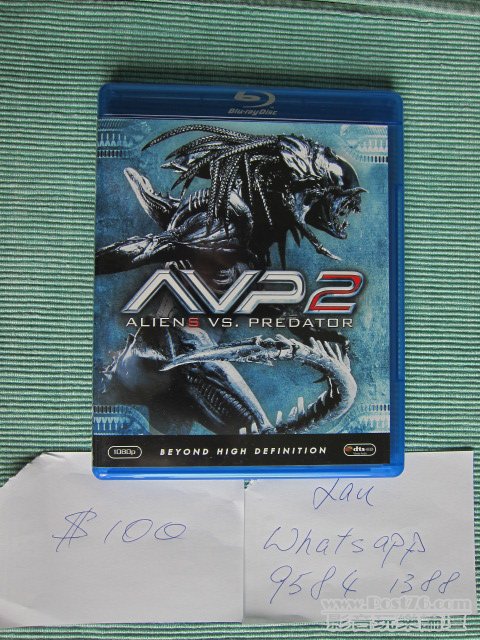 Blu-ray Disc
AVP2
ALIENS VS. PREDATOR
1080p
BEYOND HIGH DEFINITION
dts-HD
$100
Lau
Whatsapp
9584 1388
www.Post76.com